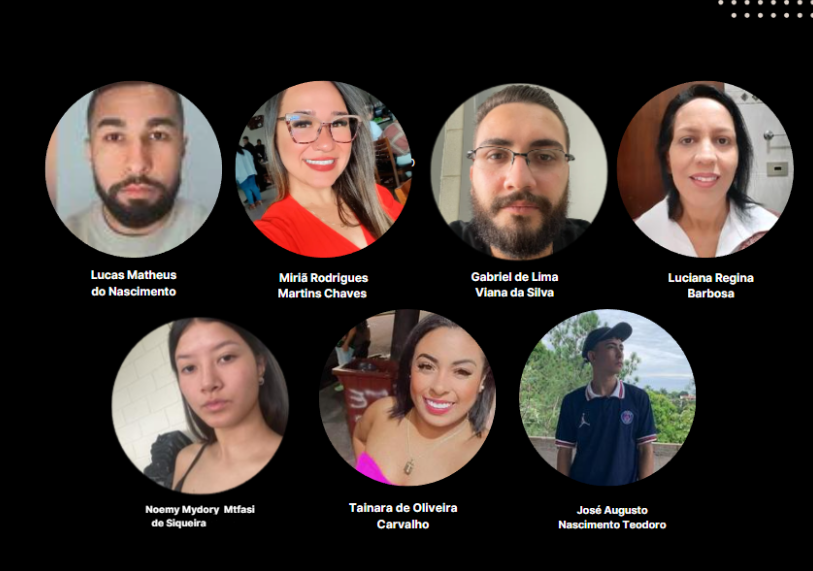 Lucas Matheus
do Nascimento
Miriã Rodrigues
Martins Chaves
Gabriel de Lima
Viana da Silva
Luciana Regina
Barbosa
Noemy Mydory Mtfasi
de Siqueira
Tainara de Oliveira
Carvalho
José Augusto
Nascimento Teodoro